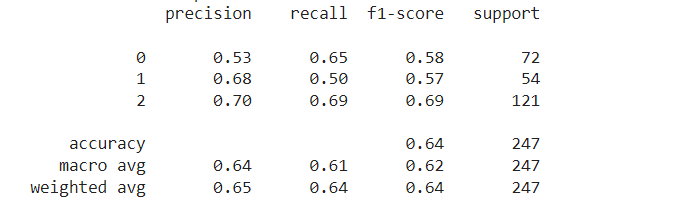 precision recall f1-score support
0 0.53 0.65 0.58 72
1 0.68 0.50 0.57 54
2 0.70 0.69 0.69 121
accuracy 0.64 247
macro avg 0.64 0.61 0.62 247
weighted avg 0.65 0.64 0.64 247